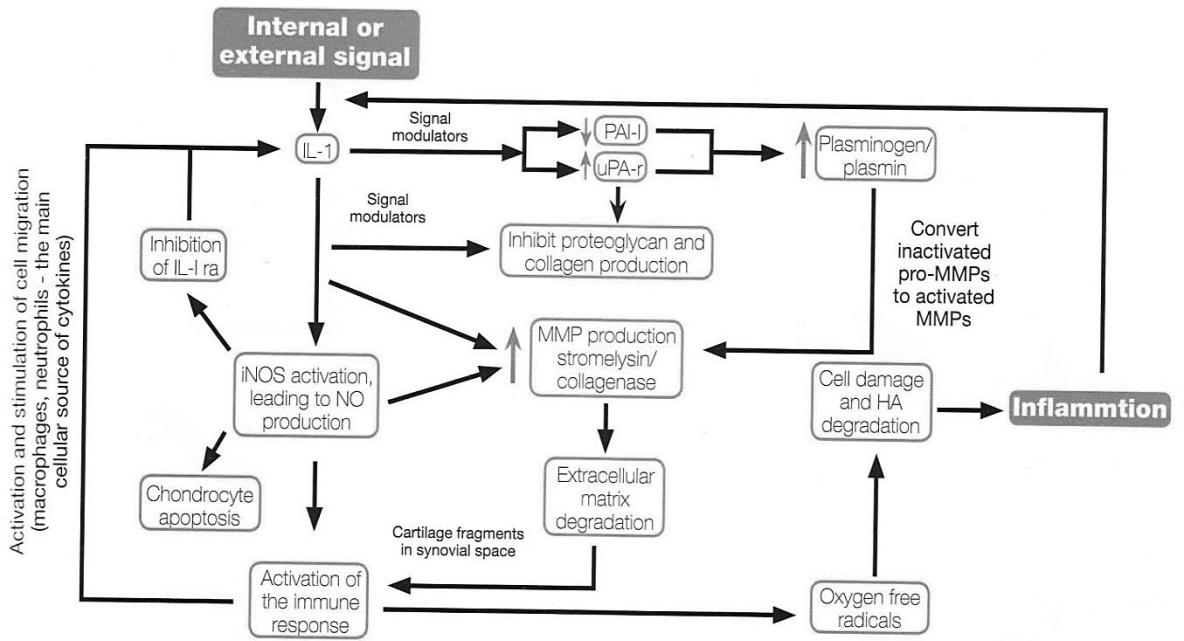 Internal or
external signal
Signal
modulators
PAI-I
uPA-r
Plasminogen/
plasmin
IL-1
Signal
modulators
Inhibition
of IL-I ra
Inhibit proteoglycan and
collagen production
Convert
inactivated
pro-MMPs
to activated
MMPs
Activation and stimulation of cell migration
(macrophages, neutrophils - the main
cellular source of cytokines)
iNOS activation,
leading to NO
production
MMP production
stromelysin/
collagenase
Cell damage
and HA
degradation
Inflammtion
Chondrocyte
apoptosis
Extracellular
matrix
degradation
Cartilage fragments
in synovial space
Activation of
the immune
response
Oxygen free
radicals